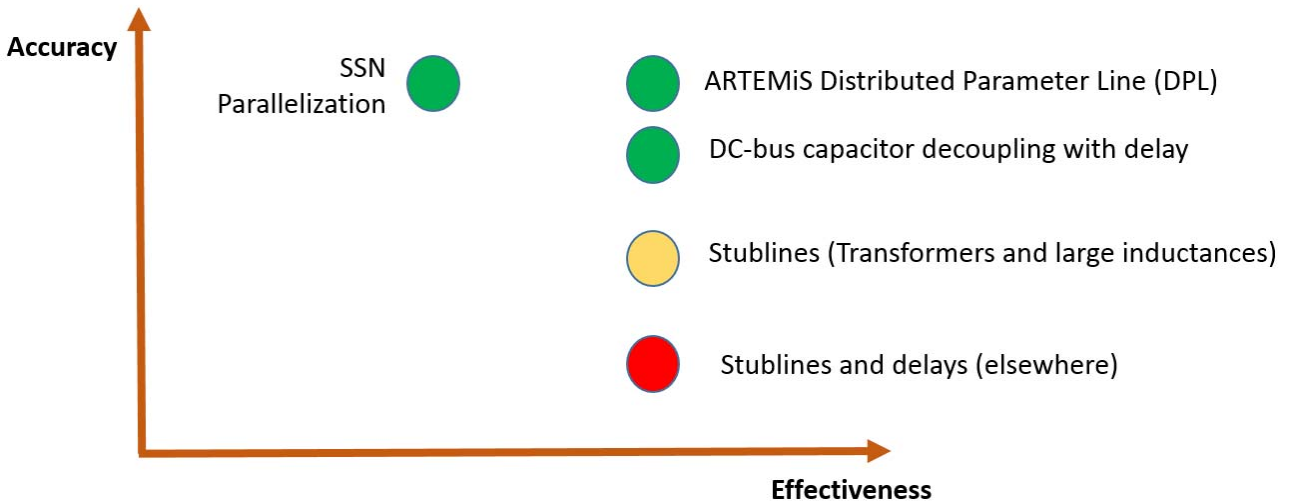 Accuracy
SSN
Parallelization
ARTEMiS Distributed Parameter Line (DPL)
DC-bus capacitor decoupling with delay
Stublines (Transformers and large inductances)
Stublines and delays (elsewhere)
Effectiveness